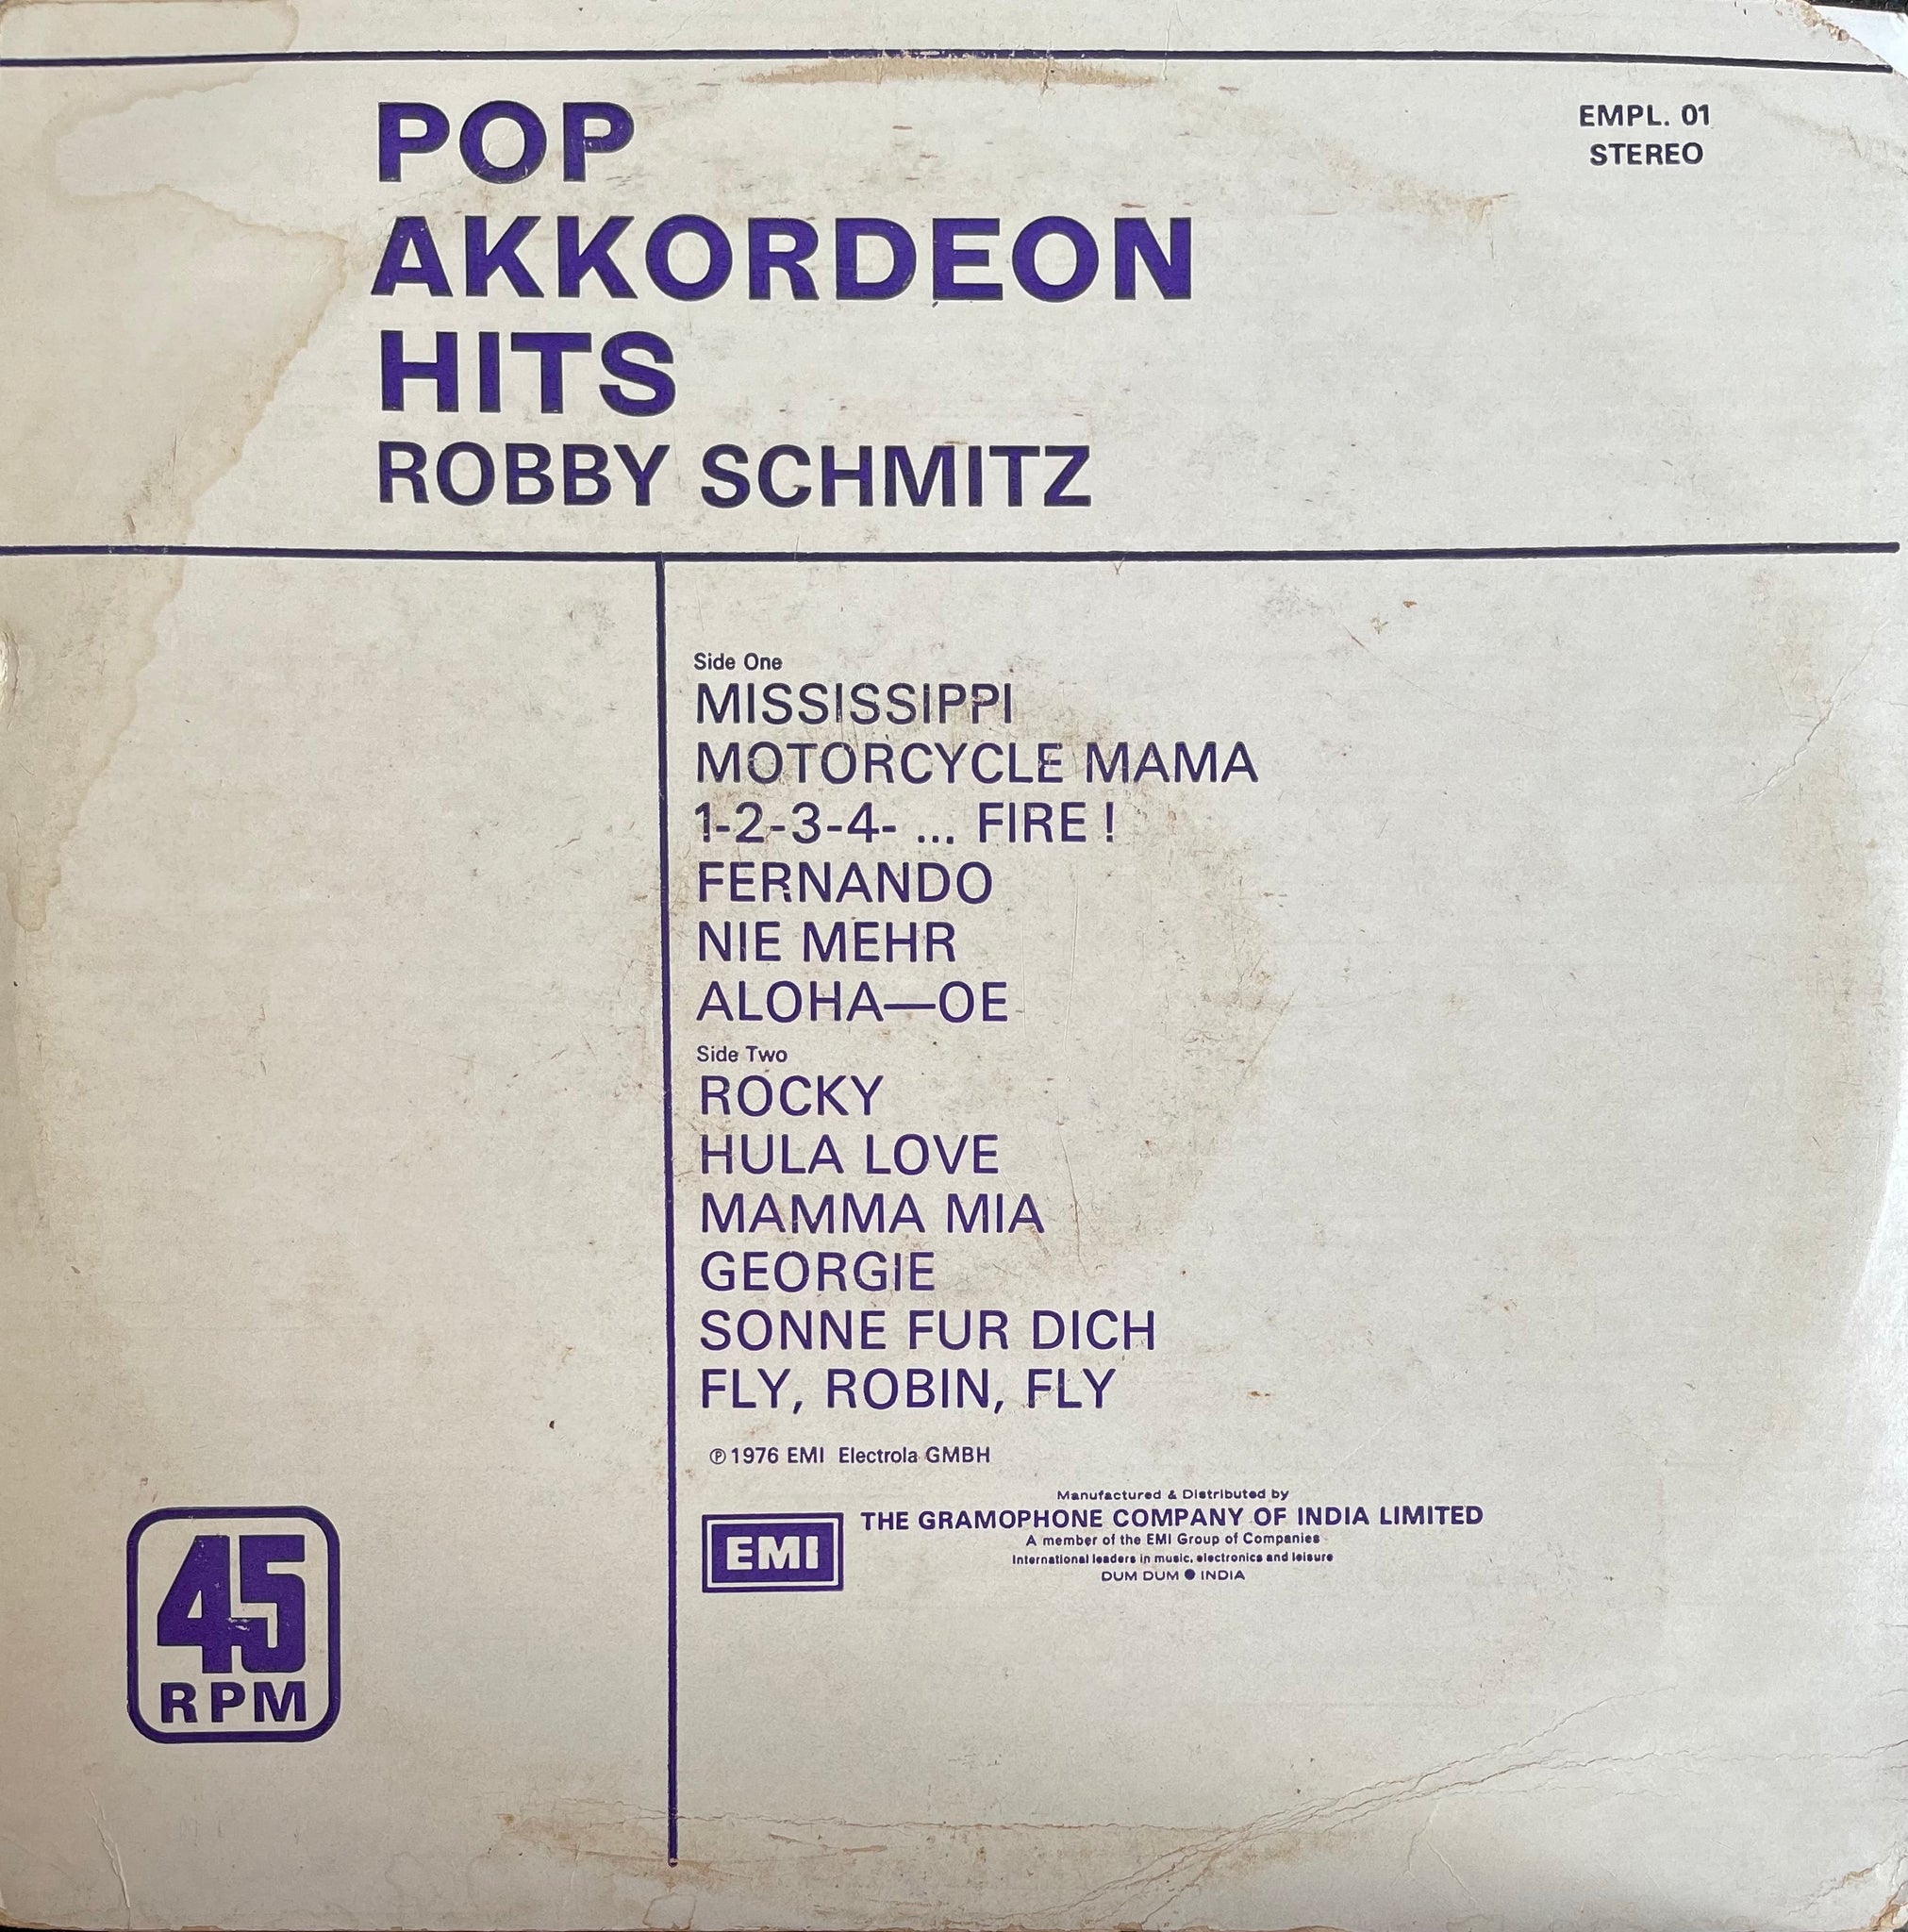 POP
AKKORDEON
HITS
ROBBY SCHMITZ
EMPL. 01
STEREO
Side One
MISSISSIPPI
MOTORCYCLE MAMA
1-2-3-4- ... FIRE !
FERNANDO
NIE MEHR
ALOHA—OE
Side Two
ROCKY
HULA LOVE
MAMMA MIA
GEORGIE
SONNE FUR DICH
FLY, ROBIN, FLY
℗ 1976 EMI Electrola GMBH
EMI
Manufactured & Distributed by
THE GRAMOPHONE COMPANY OF INDIA LIMITED
A member of the EMI Group of Companies
International leaders in music, electronics and leisure
DUM DUM ● INDIA
45
RPM